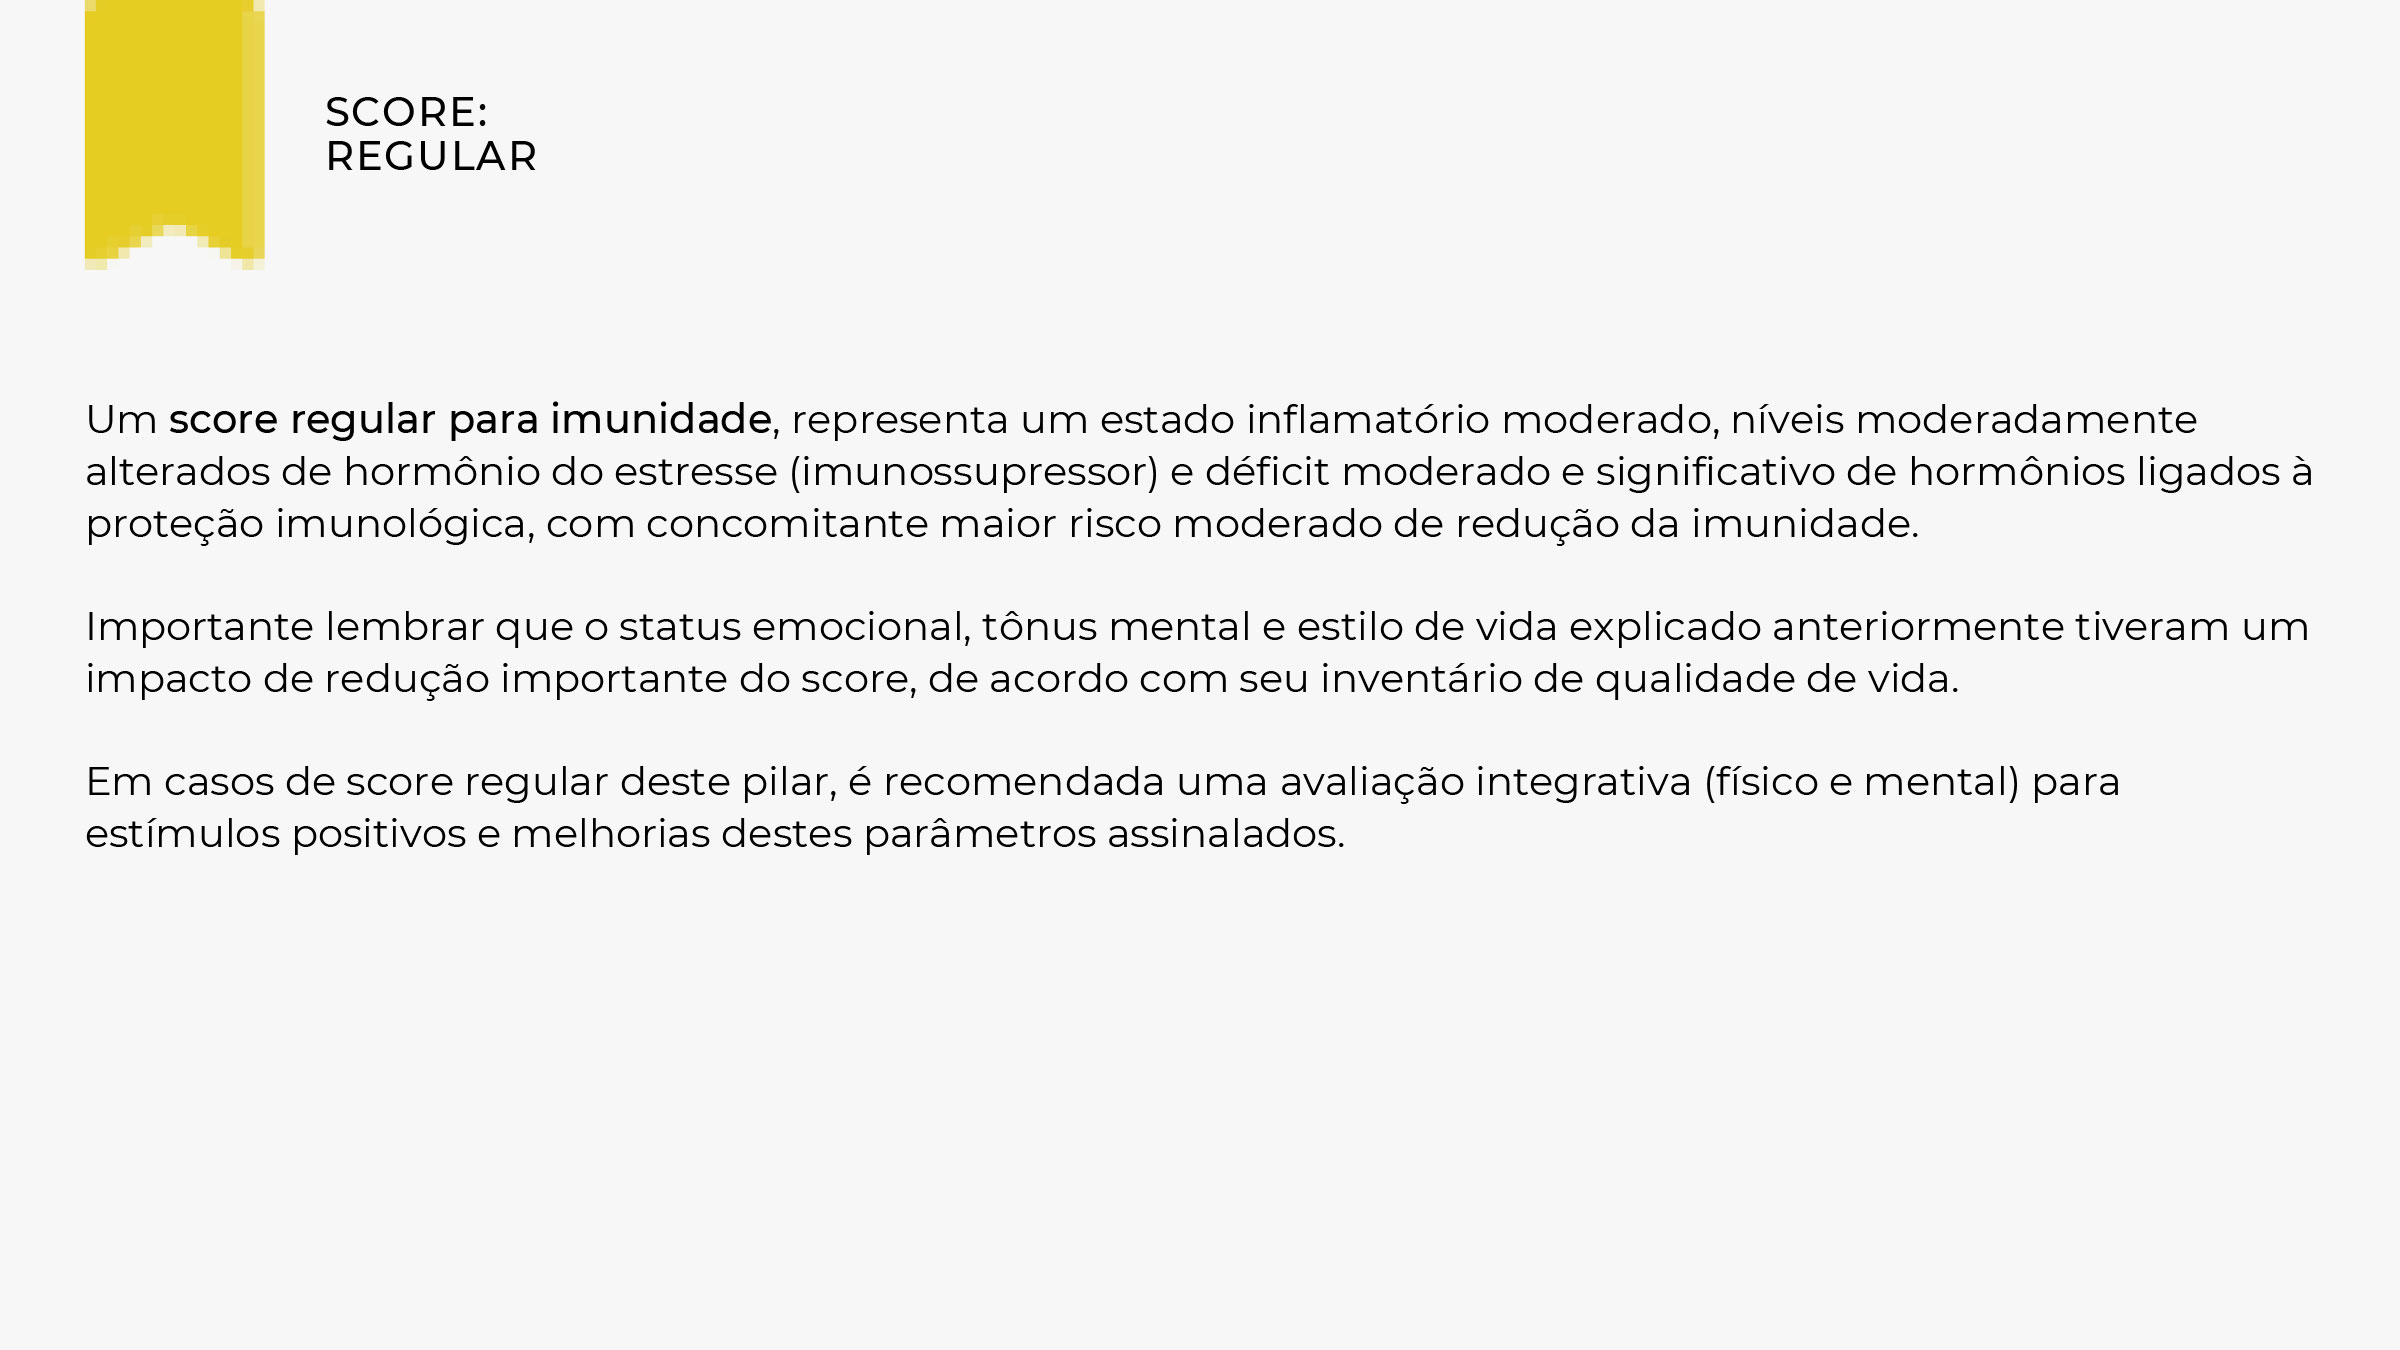 SCORE:
REGULAR
Um score regular para imunidade, representa um estado inflamatório moderado, níveis moderadamente
alterados de hormônio do estresse (imunossupressor) e déficit moderado e significativo de hormônios ligados à
proteção imunológica, com concomitante maior risco moderado de redução da imunidade.
Importante lembrar que o status emocional, tônus mental e estilo de vida explicado anteriormente tiveram um
impacto de redução importante do score, de acordo com seu inventário de qualidade de vida.
Em casos de score regular deste pilar, é recomendada uma avaliação integrativa (físico e mental) para
estímulos positivos e melhorias destes parâmetros assinalados.